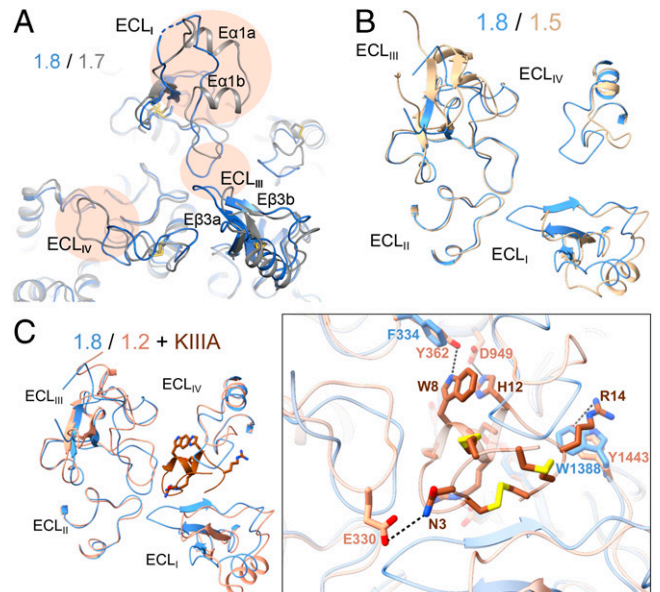 A
1.8 / 1.7
ECLI
Eα1a
Eα1b
ECLIII
Eβ3b
Eβ3a
ECLIV
B
1.8 / 1.5
ECLIII
ECLIV
ECLII
ECLI
C
1.8 / 1.2 + KIIIA
ECLIII
ECLIV
ECLII
ECLI
F334
Y362
D949
W8
H12
R14
W1388
Y1443
E330
N3